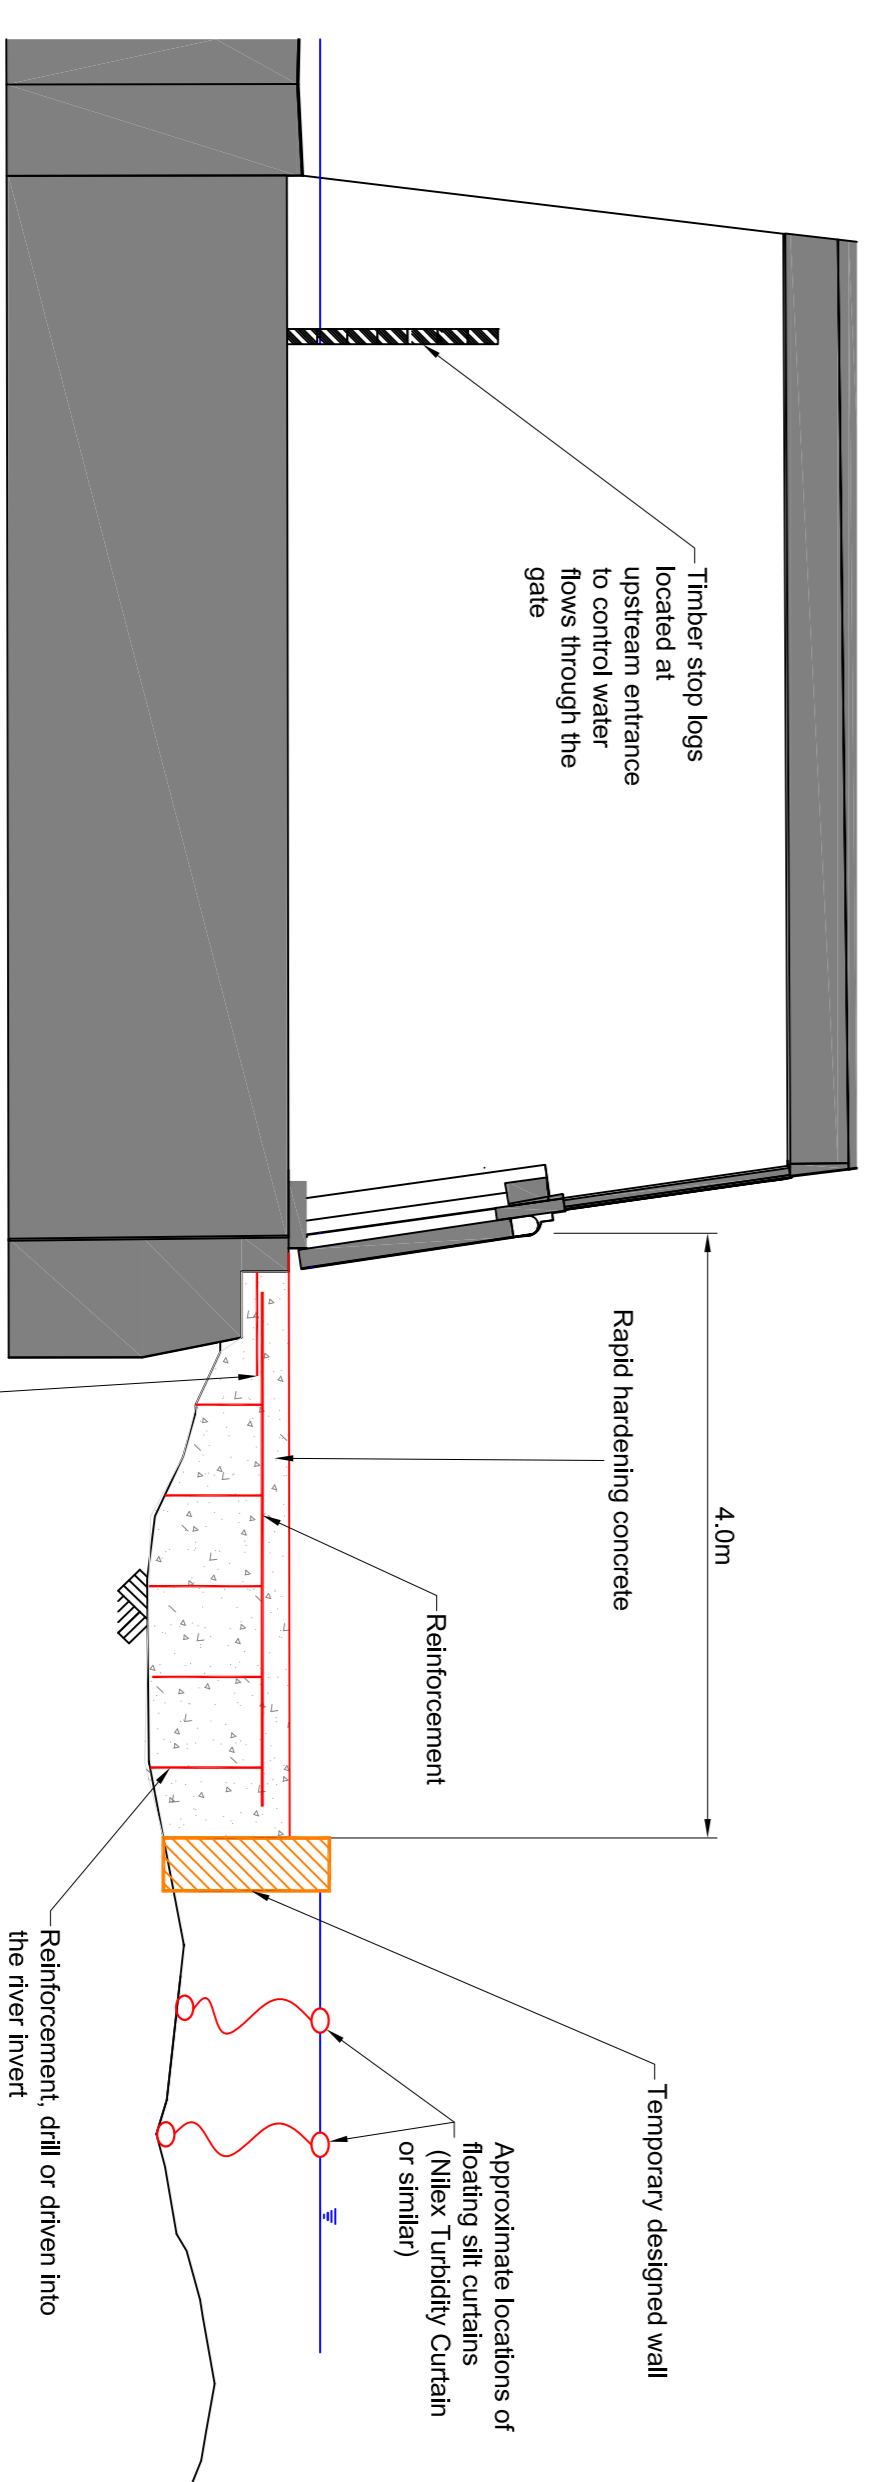 Timber stop logs
located at
upstream entrance
to control water
flows through the
gate
4.0m
Rapid hardening concrete
Reinforcement
Temporary designed wall
Approximate locations of
floating silt curtains
(Nilex Turbidity Curtain
or similar)
Reinforcement, drill or driven into
the river invert